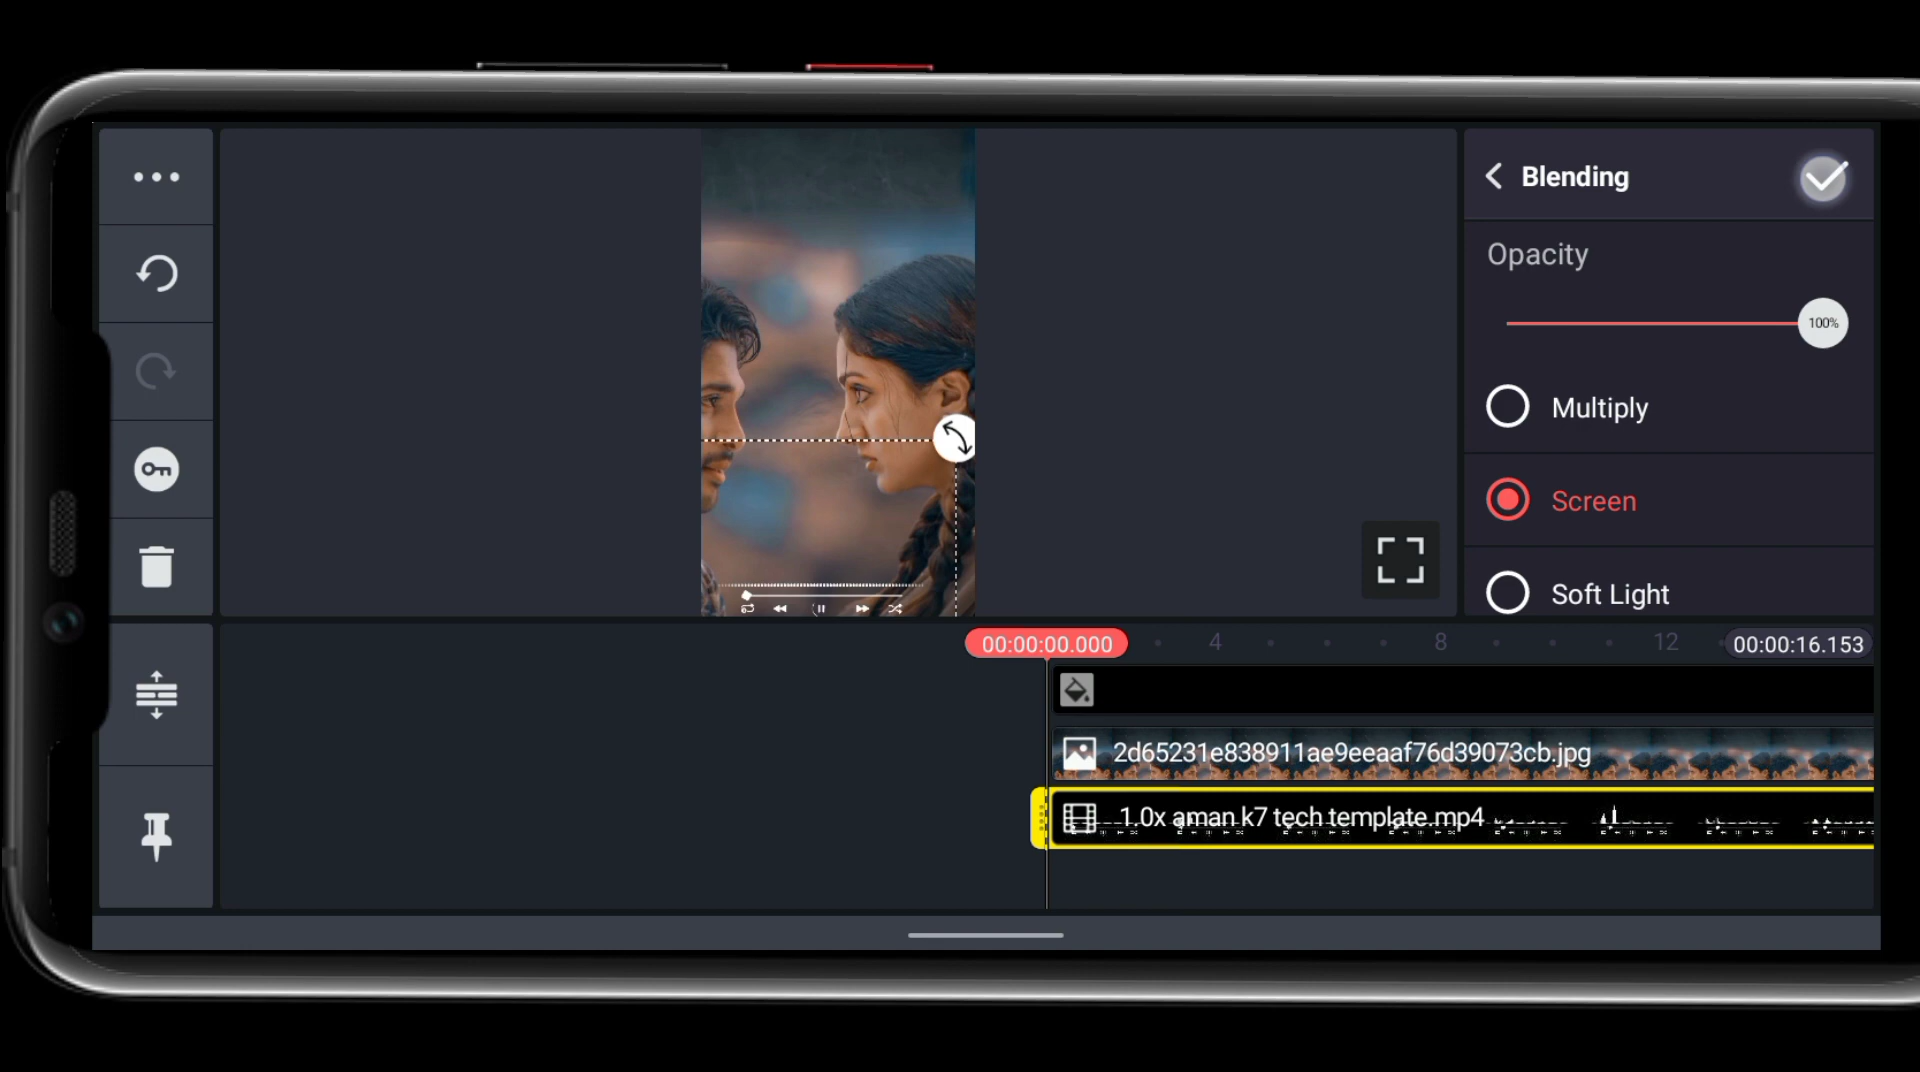 Blending
Opacity
100%
Multiply
Screen
Soft Light
00:00:00.000
4
8
12
00:00:16.153
2d65231e838911ae9eeaaf76d39073cb.jpg
1.0x aman k7 tech template.mp4